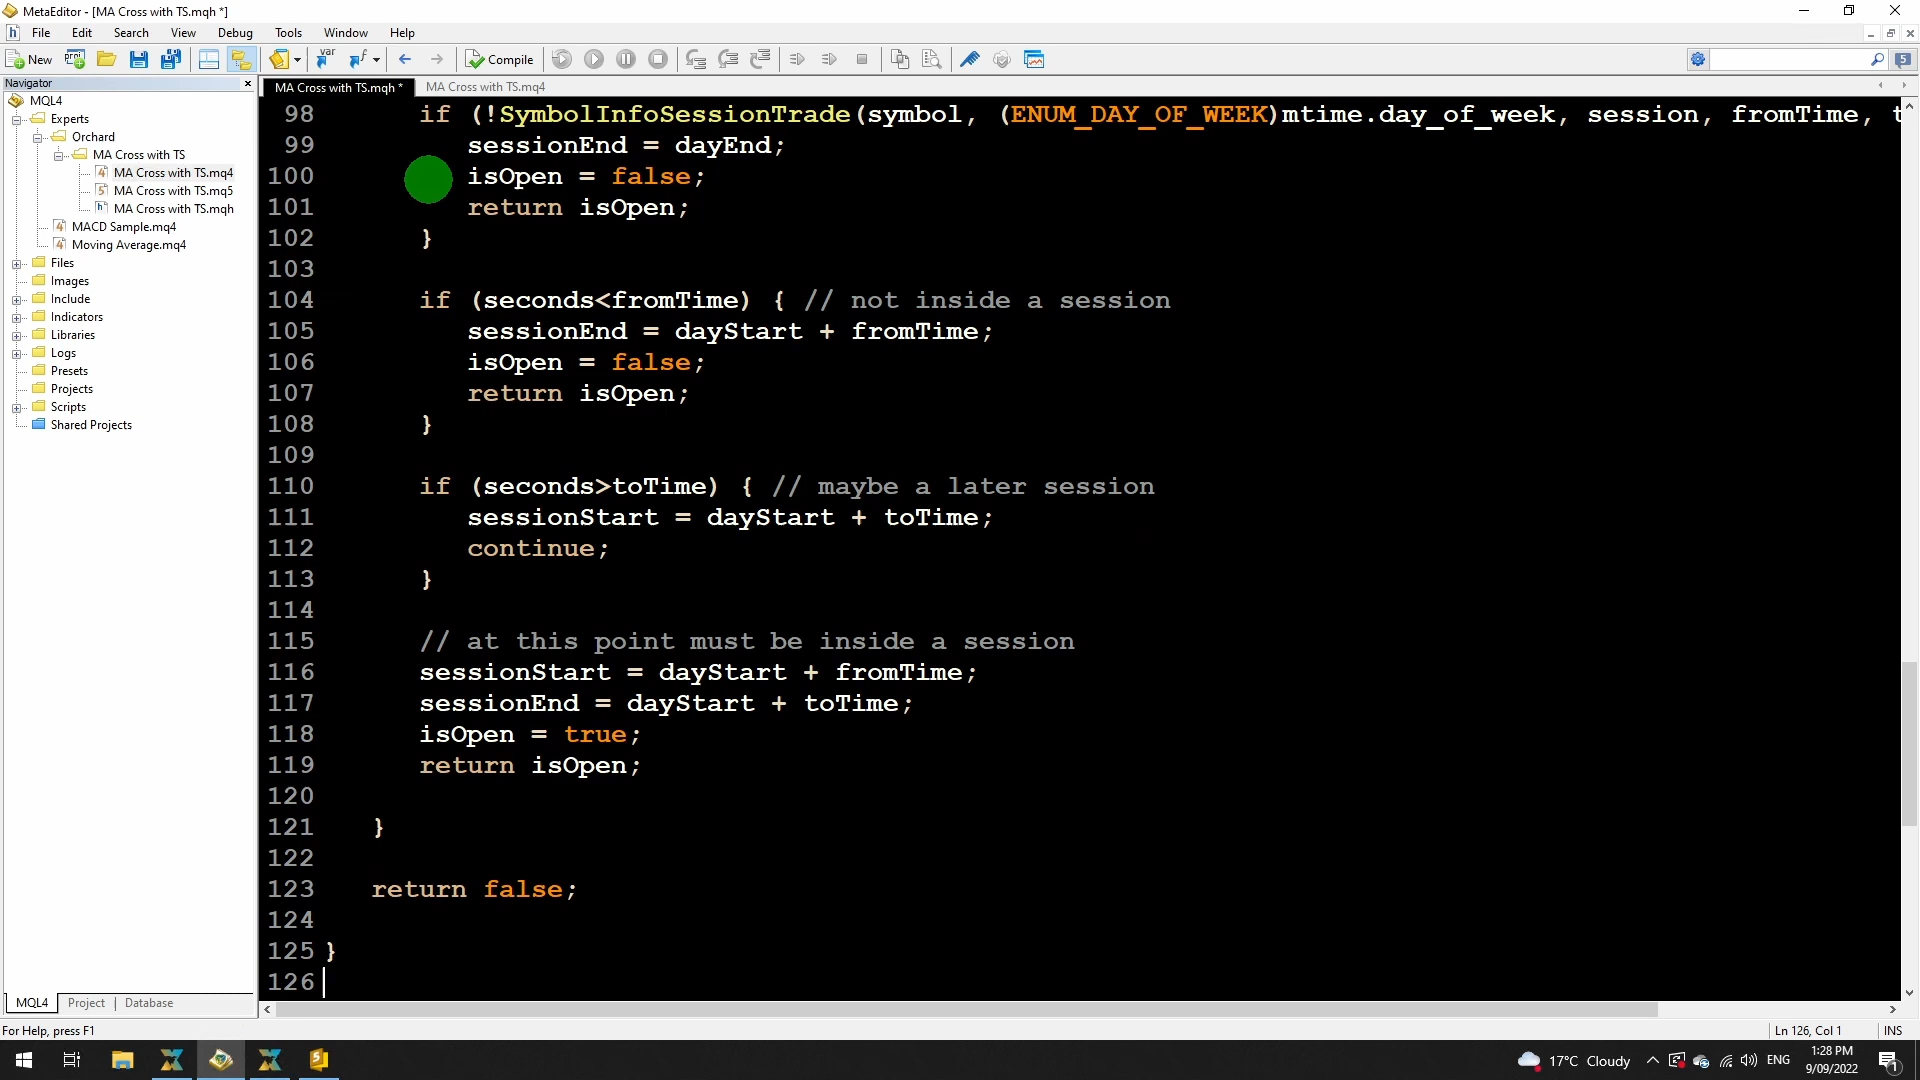 MetaEditor - [MA Cross with TS.mqh *]
File Edit Search View Debug Tools Window Help
New Compile
5
Navigator
MA Cross with TS.mqh * MA Cross with TS.mq4
MQL4
Experts
Orchard
MA Cross with TS
MA Cross with TS.mq4
MA Cross with TS.mq5
MA Cross with TS.mqh
MACD Sample.mq4
Moving Average.mq4
Files
Images
Include
Indicators
Libraries
Logs
Presets
Projects
Scripts
Shared Projects
98 if (!SymbolInfoSessionTrade(symbol, (ENUM_DAY_OF_WEEK)mtime.day_of_week, session, fromTime, t
99 sessionEnd = dayEnd;
100 isOpen = false;
101 return isOpen;
102 }
103
104 if (seconds<fromTime) { // not inside a session
105 sessionEnd = dayStart + fromTime;
106 isOpen = false;
107 return isOpen;
108 }
109
110 if (seconds>toTime) { // maybe a later session
111 sessionStart = dayStart + toTime;
112 continue;
113 }
114
115 // at this point must be inside a session
116 sessionStart = dayStart + fromTime;
117 sessionEnd = dayStart + toTime;
118 isOpen = true;
119 return isOpen;
120
121 }
122
123 return false;
124
125 }
126
MQL4 Project | Database
For Help, press F1
Ln 126, Col 1 INS
17°C Cloudy ENG 1:28 PM
9/09/2022